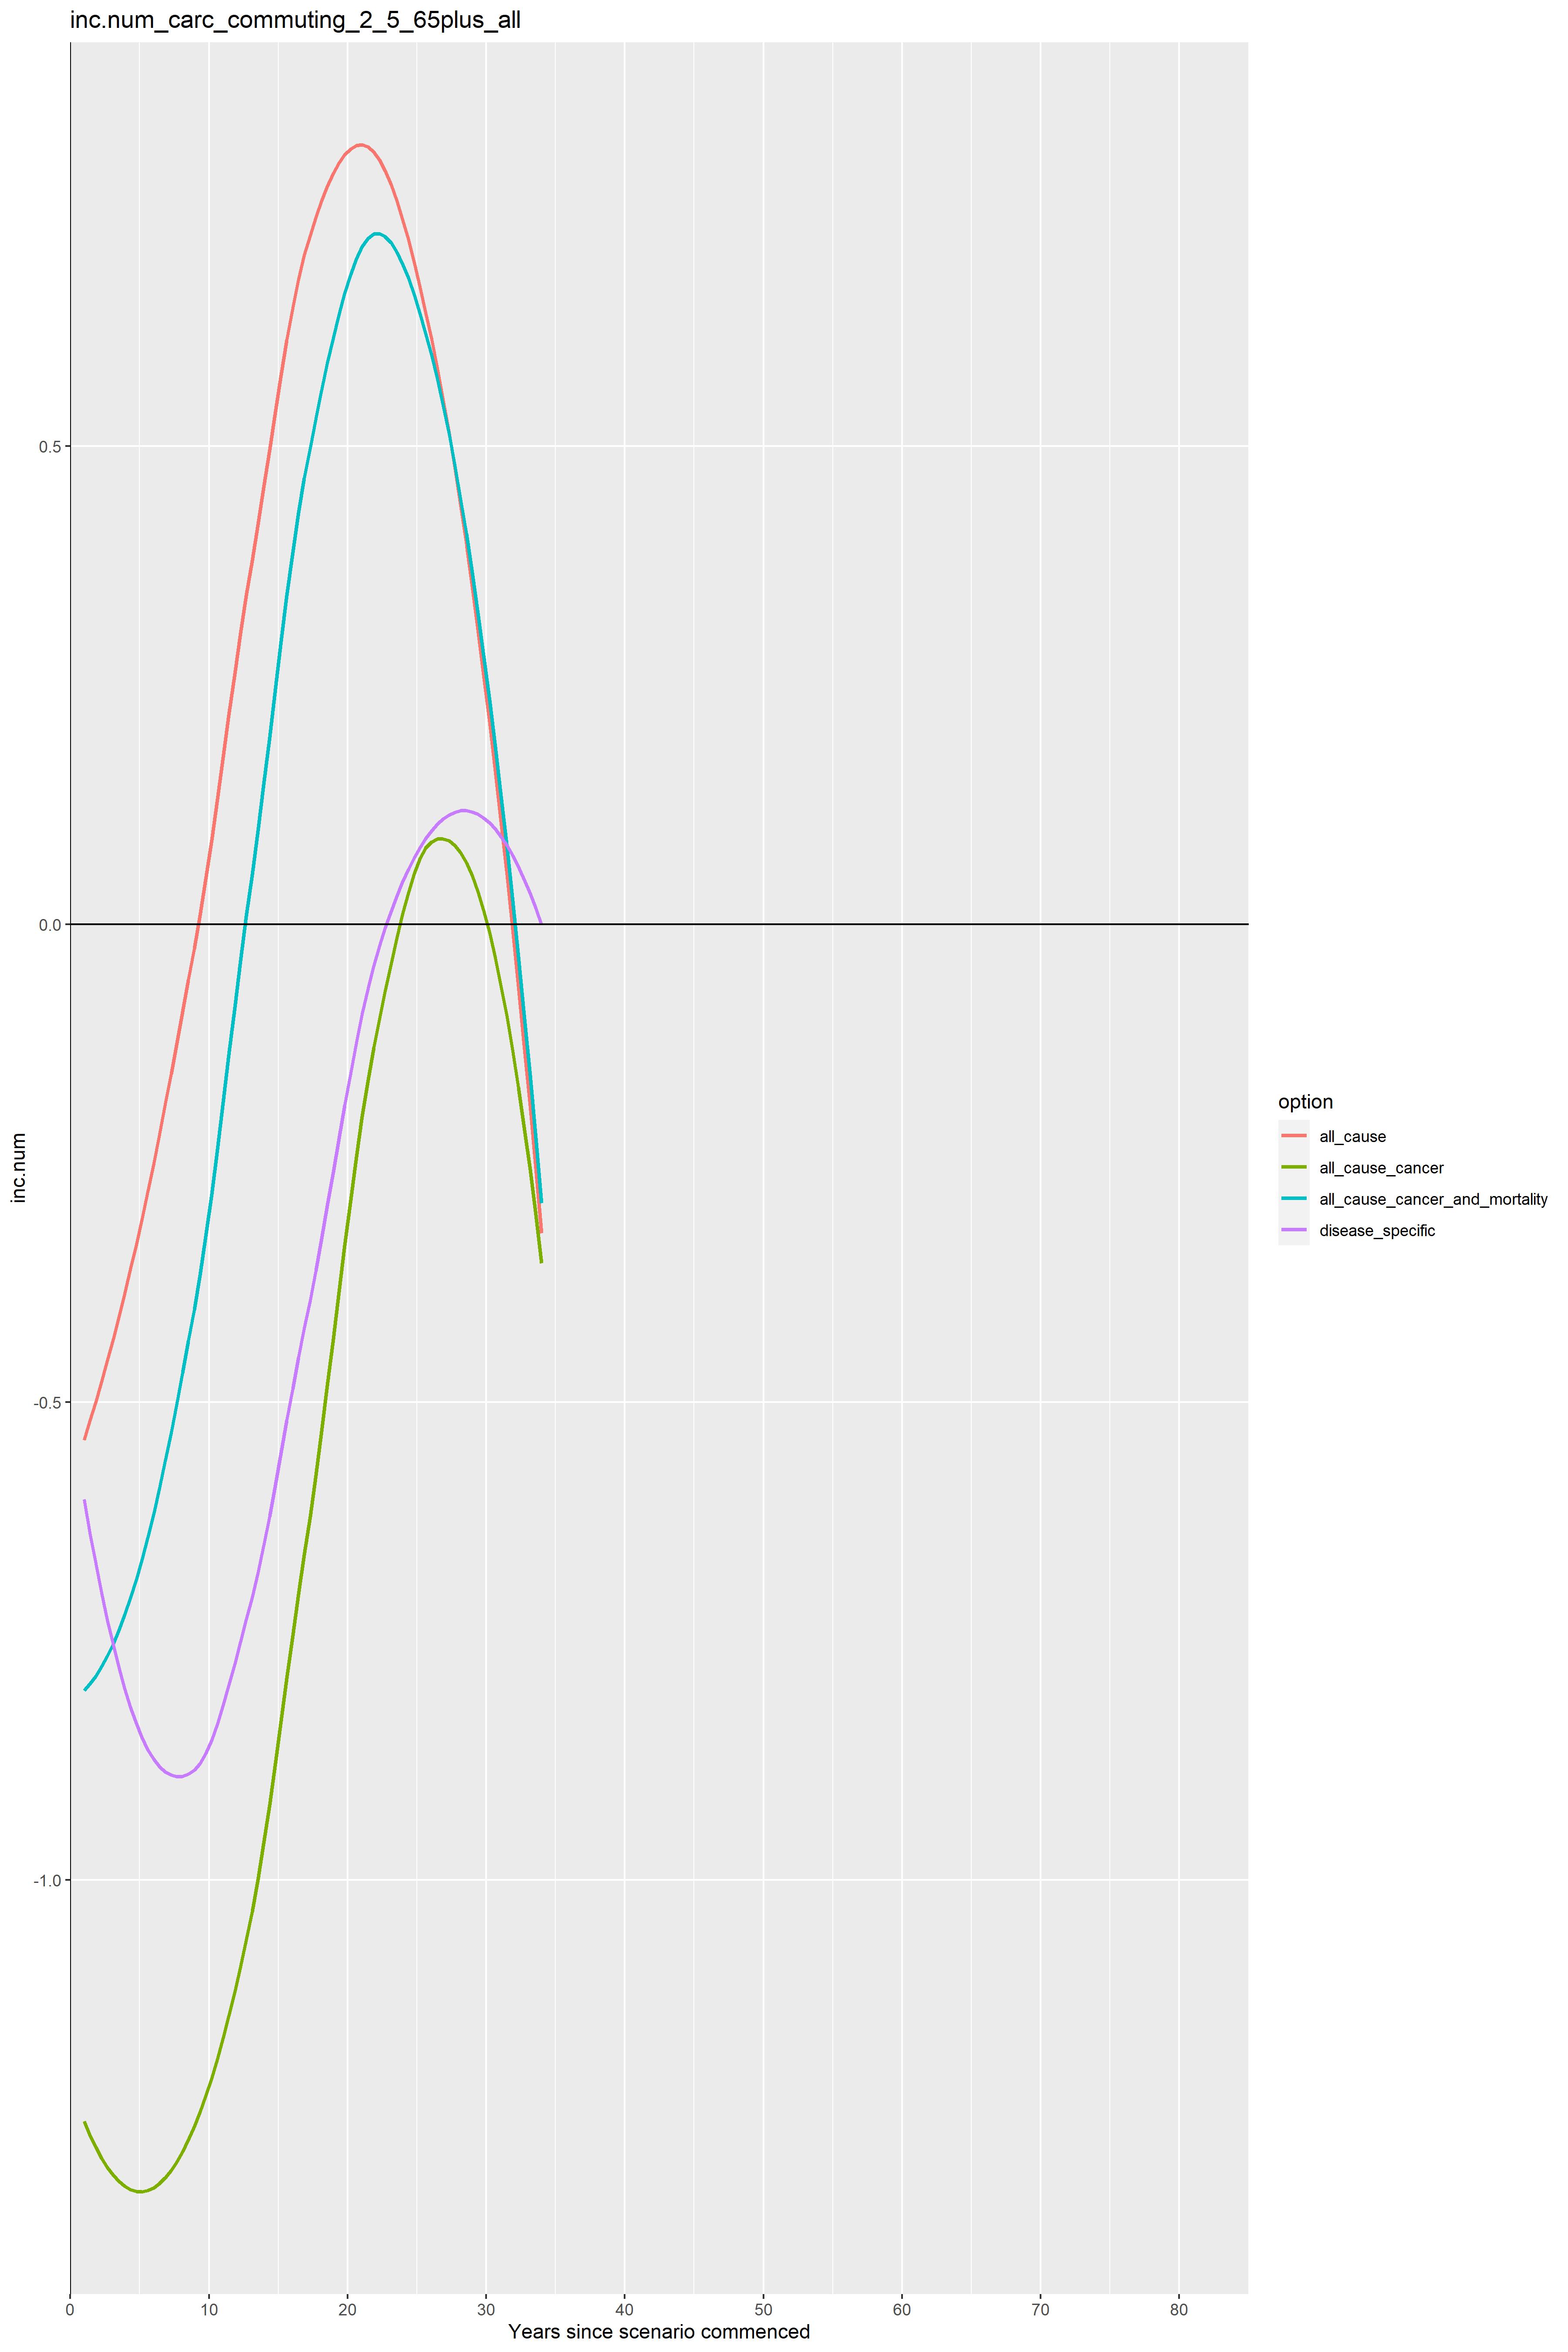 inc.num_carc_commuting_2_5_65plus_all
inc.num
0.5
0.0
-0.5
-1.0
0 10 20 30 40 50 60 70 80
Years since scenario commenced
option
all_cause
all_cause_cancer
all_cause_cancer_and_mortality
disease_specific